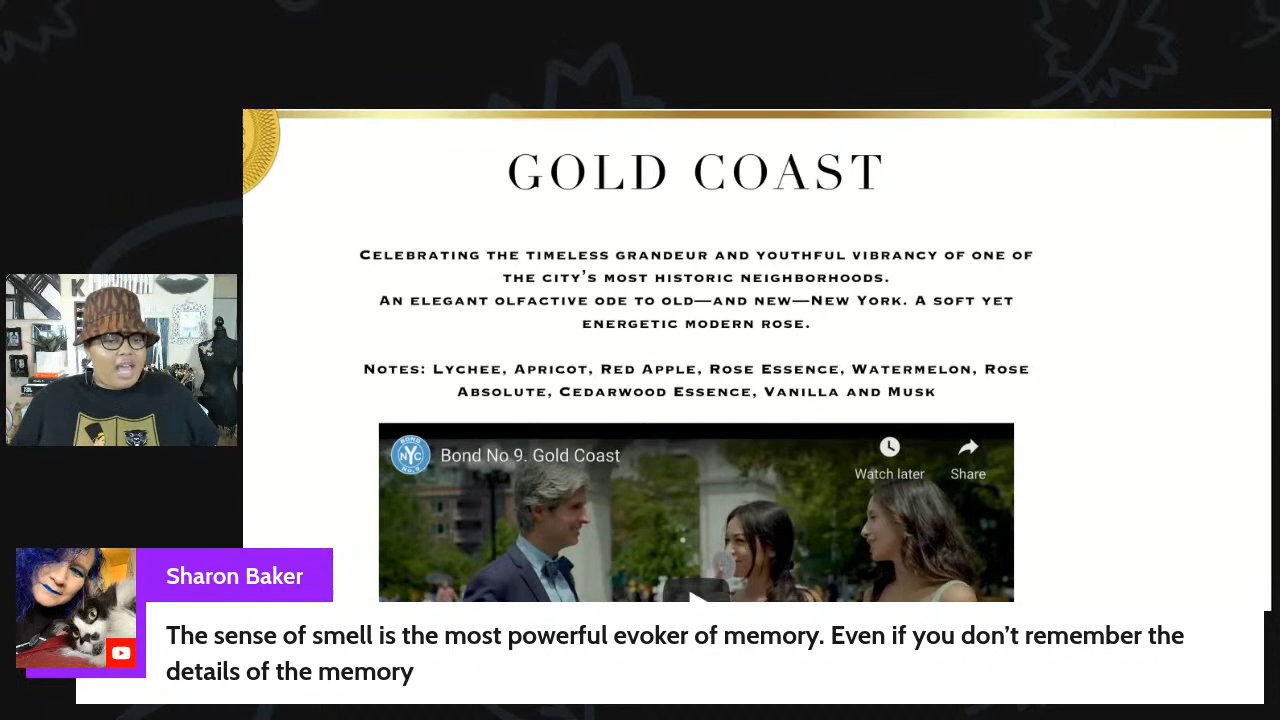 GOLD COAST
Celebrating the timeless grandeur and youthful vibrancy of one of
the city's most historic neighborhoods.
An elegant olfactive ode to old—and new—New York. A soft yet
energetic modern rose.
Notes: Lychee, Apricot, Red Apple, Rose Essence, Watermelon, Rose
Absolute, Cedarwood Essence, Vanilla and Musk
BOND
NYC
No. 9
Bond No 9. Gold Coast
Watch later
Share
K
Sharon Baker
The sense of smell is the most powerful evoker of memory. Even if you don't remember the
details of the memory